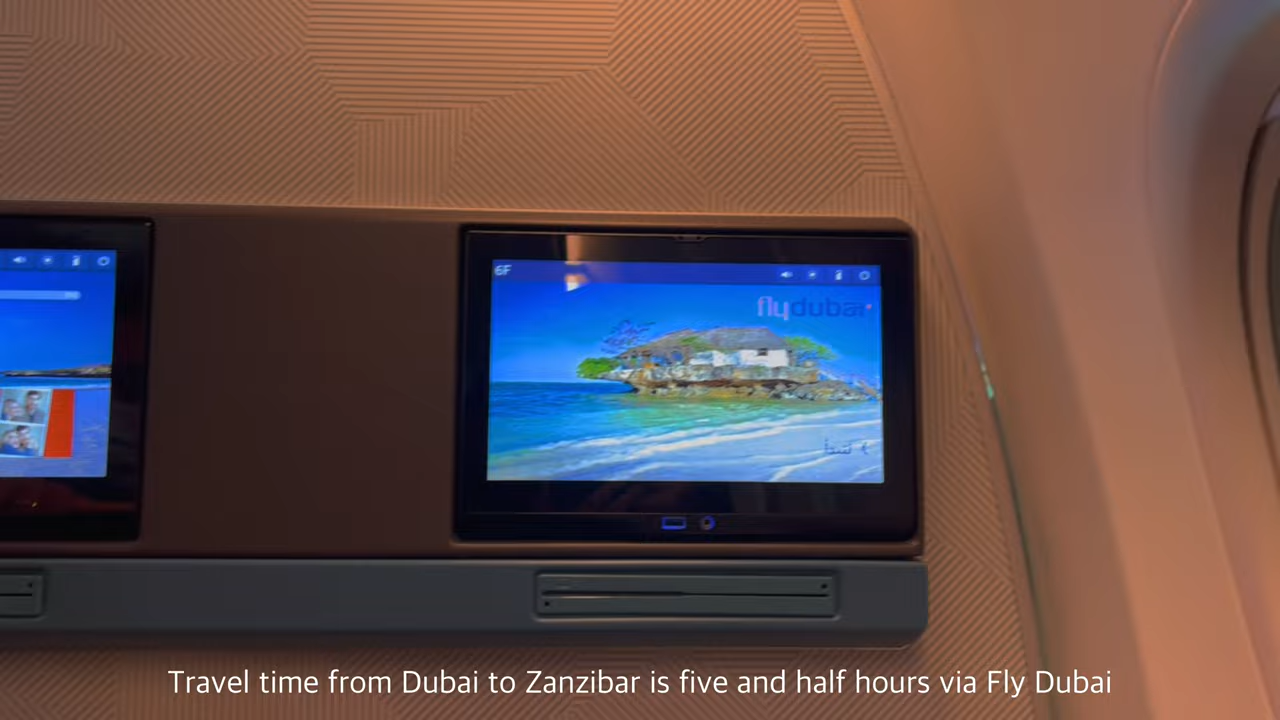 6F
flydubai
Travel time from Dubai to Zanzibar is five and half hours via Fly Dubai